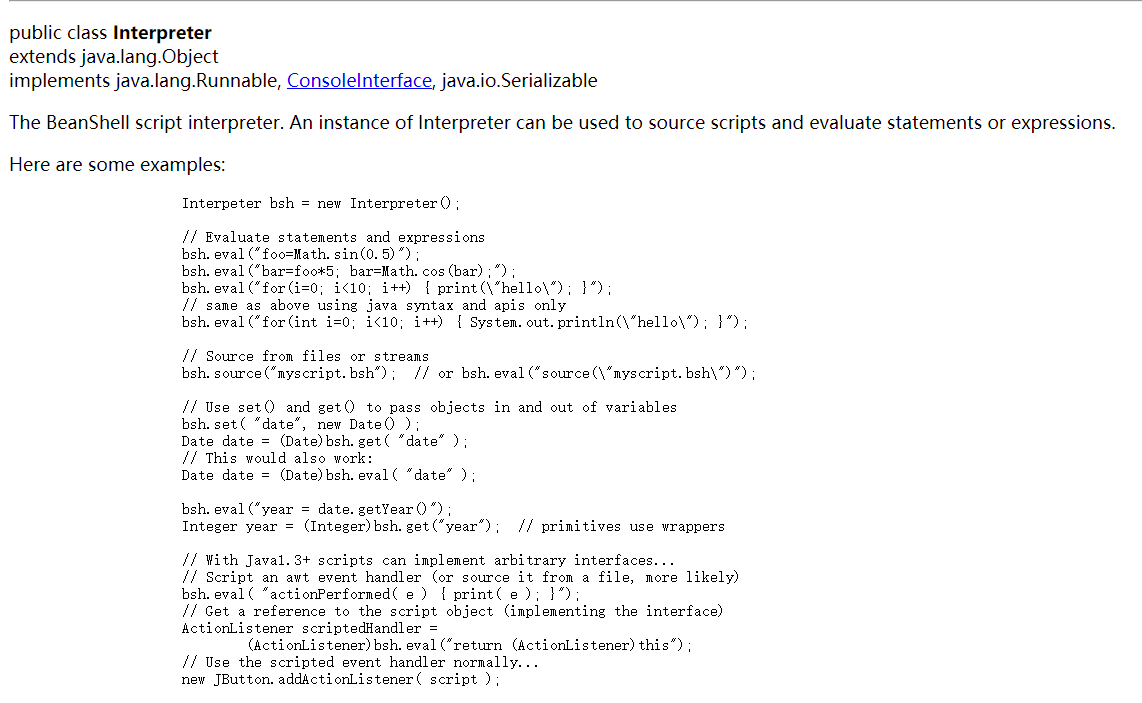 public class Interpreter
extends java.lang.Object
implements java.lang.Runnable, ConsoleInterface, java.io.Serializable
The BeanShell script interpreter. An instance of Interpreter can be used to source scripts and evaluate statements or expressions.
Here are some examples:
Interpeter bsh = new Interpreter();
// Evaluate statements and expressions
bsh.eval("foo=Math.sin(0.5)");
bsh.eval("bar=foo*5; bar=Math.cos(bar);");
bsh.eval("for(i=0; i<10; i++) { print(\"hello\"); }");
// same as above using java syntax and apis only
bsh.eval("for(int i=0; i<10; i++) { System.out.println(\"hello\"); }");
// Source from files or streams
bsh.source("myscript.bsh");  // or bsh.eval("source(\"myscript.bsh\")");
// Use set() and get() to pass objects in and out of variables
bsh.set( "date", new Date() );
Date date = (Date)bsh.get( "date" );
// This would also work:
Date date = (Date)bsh.eval( "date" );
bsh.eval("year = date.getYear()");
Integer year = (Integer)bsh.get("year");  // primitives use wrappers
// With Java1.3+ scripts can implement arbitrary interfaces...
// Script an awt event handler (or source it from a file, more likely)
bsh.eval( "actionPerformed( e ) { print( e ); }");
// Get a reference to the script object (implementing the interface)
ActionListener scriptedHandler =
(ActionListener)bsh.eval("return (ActionListener)this");
// Use the scripted event handler normally...
new JButton.addActionListener( script );